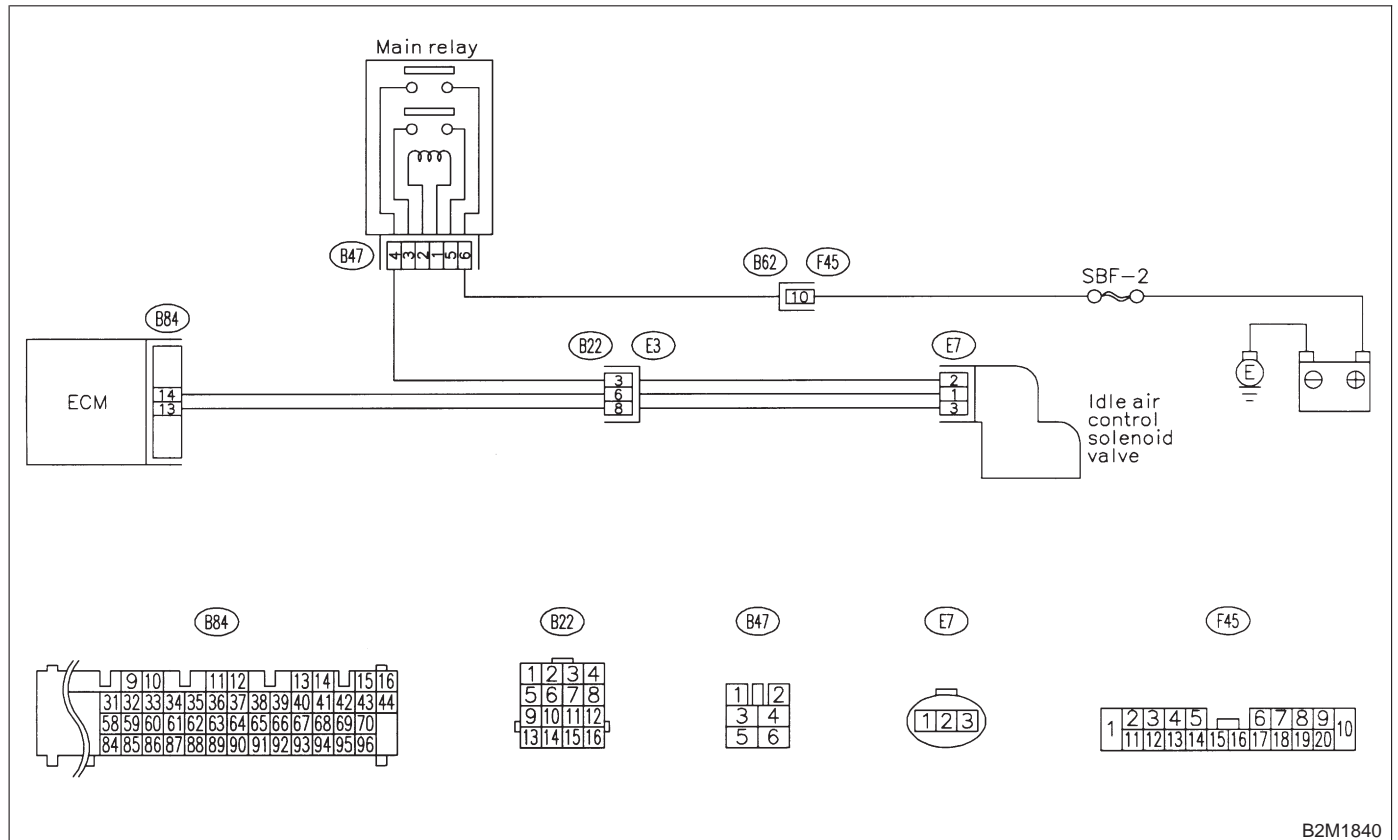 Main relay
B47
4 3 2 1 5 6
B62 F45
10
SBF-2
B84
ECM
14
13
B22 E3
3
6
8
E7
2
1
3
Idle air
control
solenoid
valve
E
⊖ ⊕
B84
9 10 11 12 13 14 15 16
31 32 33 34 35 36 37 38 39 40 41 42 43 44
58 59 60 61 62 63 64 65 66 67 68 69 70
84 85 86 87 88 89 90 91 92 93 94 95 96
B22
1 2 3 4
5 6 7 8
9 10 11 12
13 14 15 16
B47
1 2
3 4
5 6
E7
1 2 3
F45
1 2 3 4 5 6 7 8 9 10
11 12 13 14 15 16 17 18 19 20
B2M1840